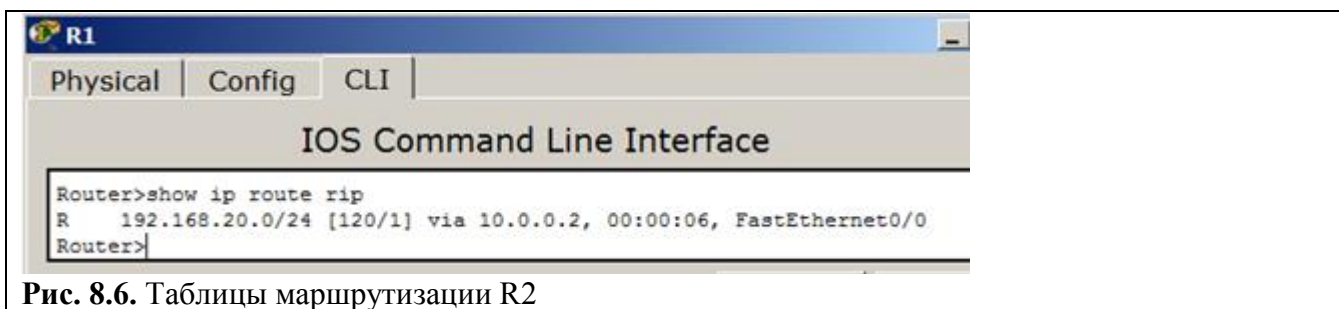 R1
Physical Config CLI
IOS Command Line Interface
Router>show ip route rip
R 192.168.20.0/24 [120/1] via 10.0.0.2, 00:00:06, FastEthernet0/0
Router>
Рис. 8.6. Таблицы маршрутизации R2